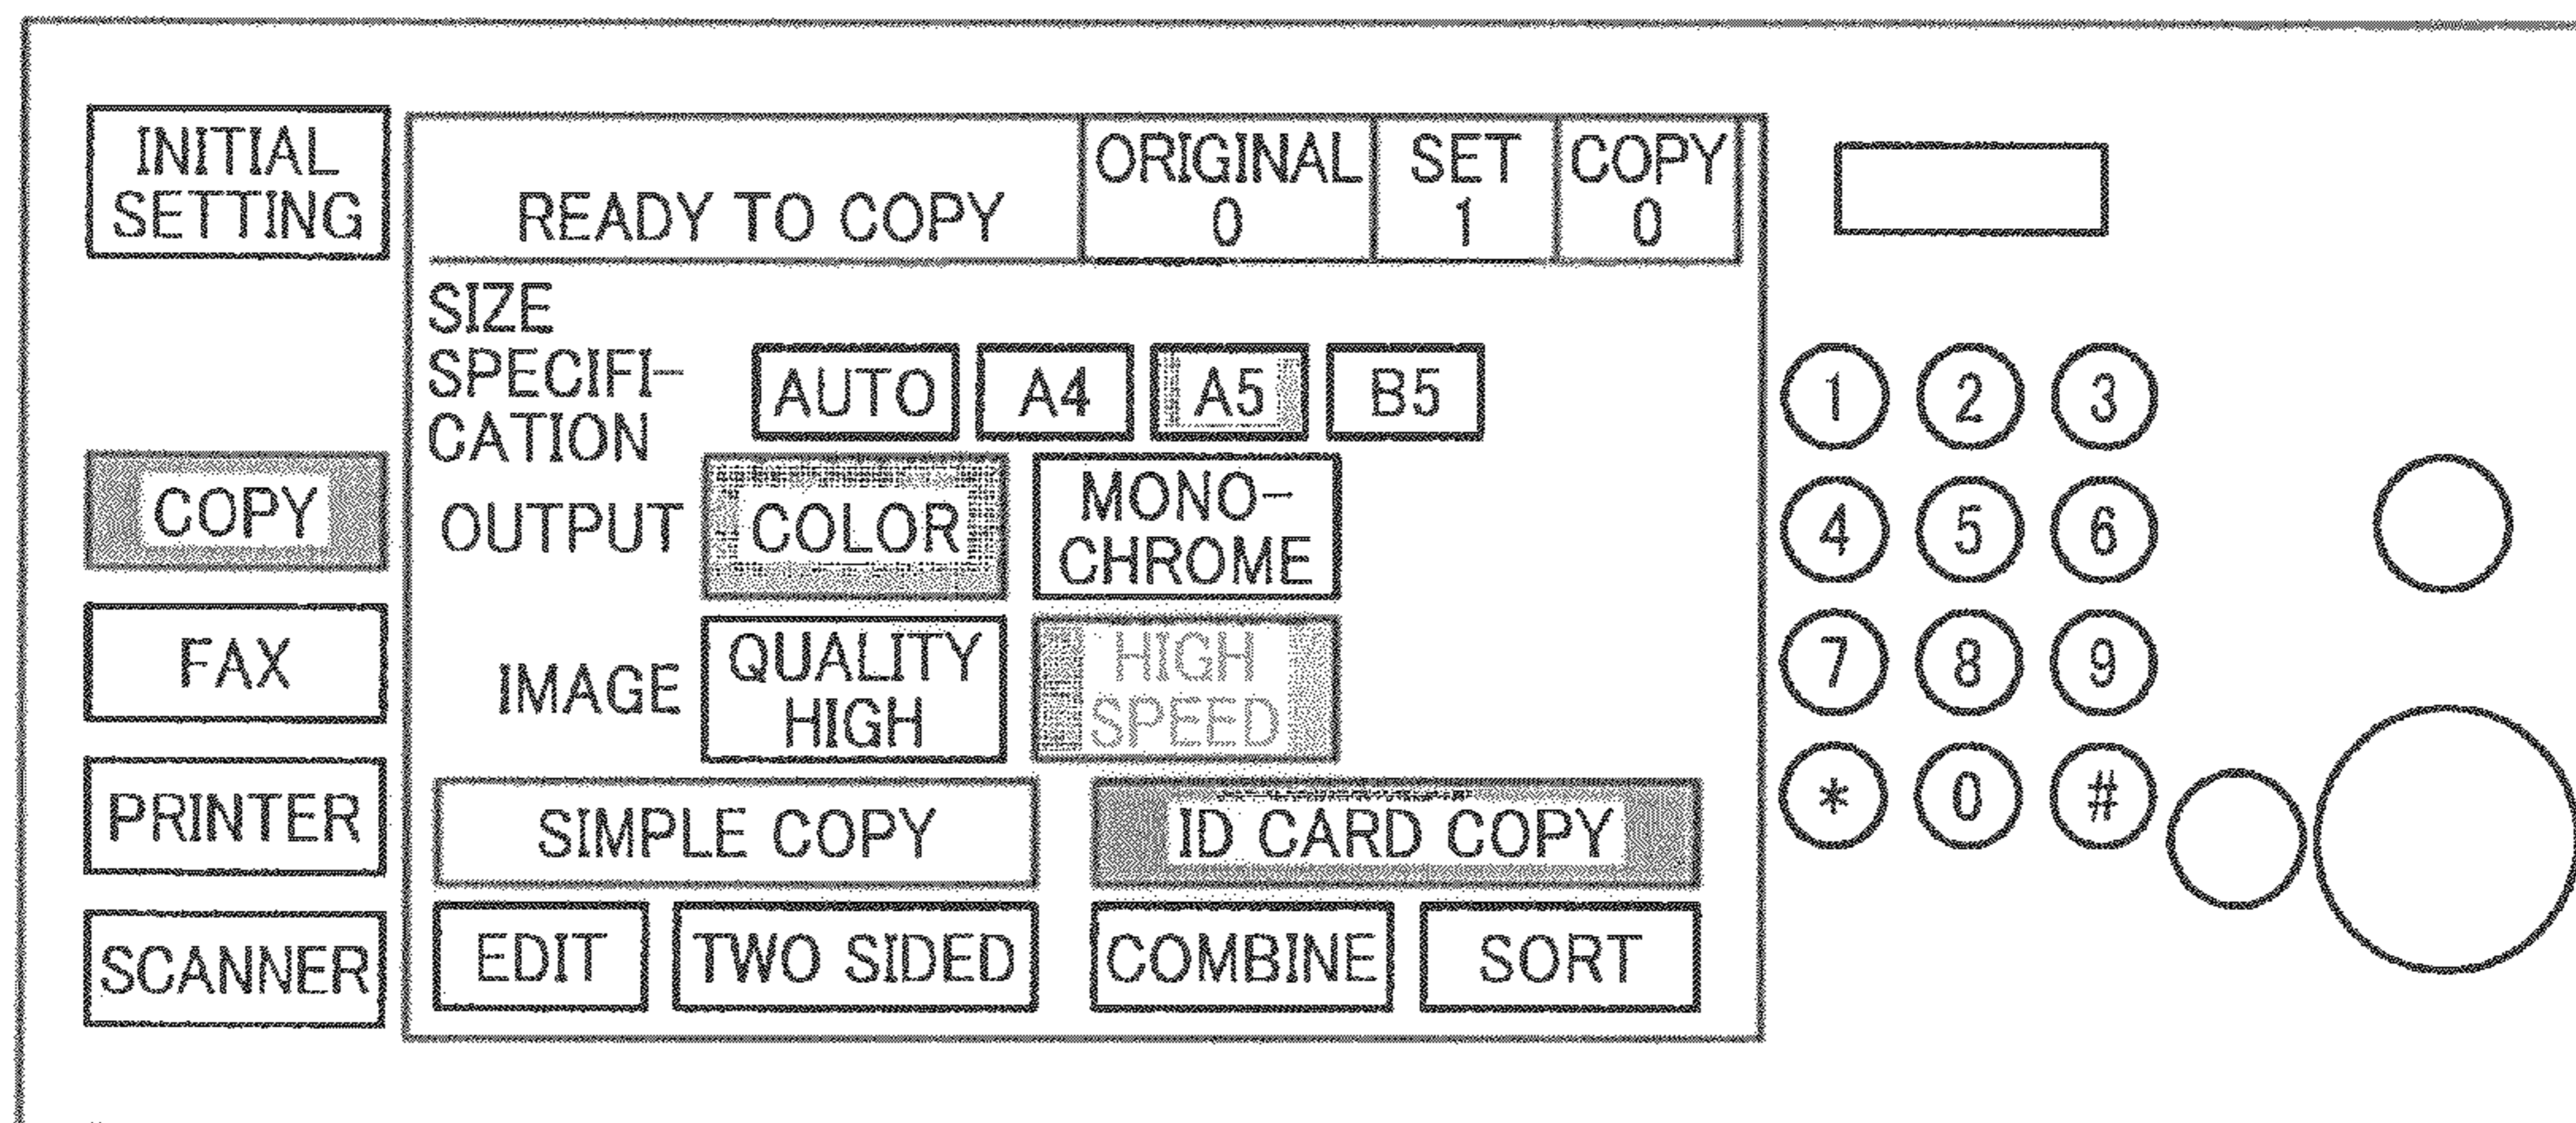 INITIAL
SETTING
COPY
FAX
PRINTER
SCANNER
READY TO COPY
ORIGINAL
0
SET
1
COPY
0
SIZE
SPECIFI-
CATION
AUTO
A4
A5
B5
OUTPUT
COLOR
MONO-
CHROME
IMAGE
QUALITY
HIGH
HIGH
SPEED
SIMPLE COPY
ID CARD COPY
EDIT
TWO SIDED
COMBINE
SORT
1 2 3
4 5 6
7 8 9
* 0 #